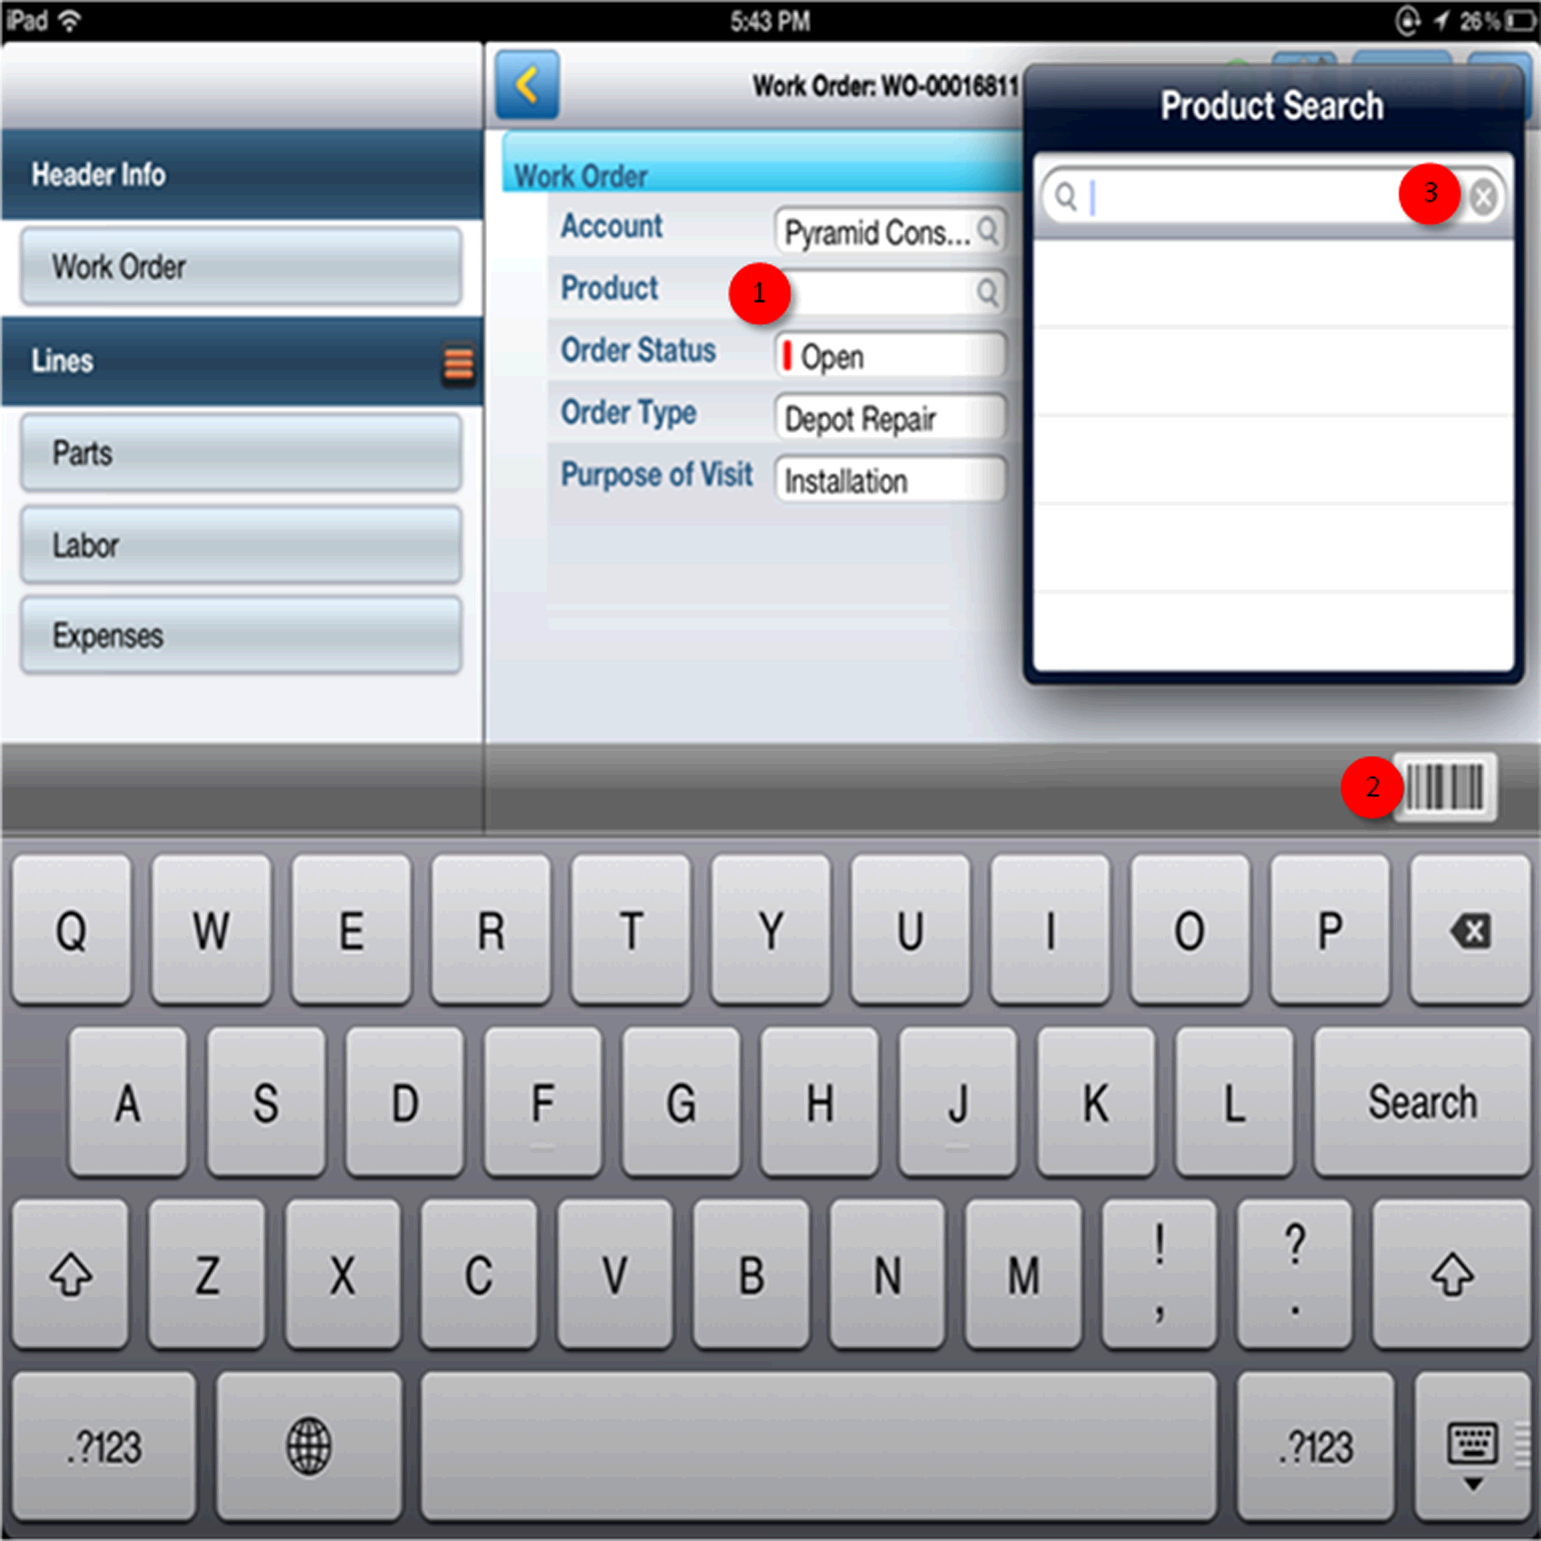 iPad
5:43 PM
26%
Work Order: WO-00016811
Product Search
Header Info
Work Order
Lines
Parts
Labor
Expenses
Work Order
Account
Pyramid Cons...
Product
1
Order Status
Open
Order Type
Depot Repair
Purpose of Visit
Installation
3
2
Q W E R T Y U I O P
A S D F G H J K L Search
Z X C V B N M ! , ? .
.?123 .?123